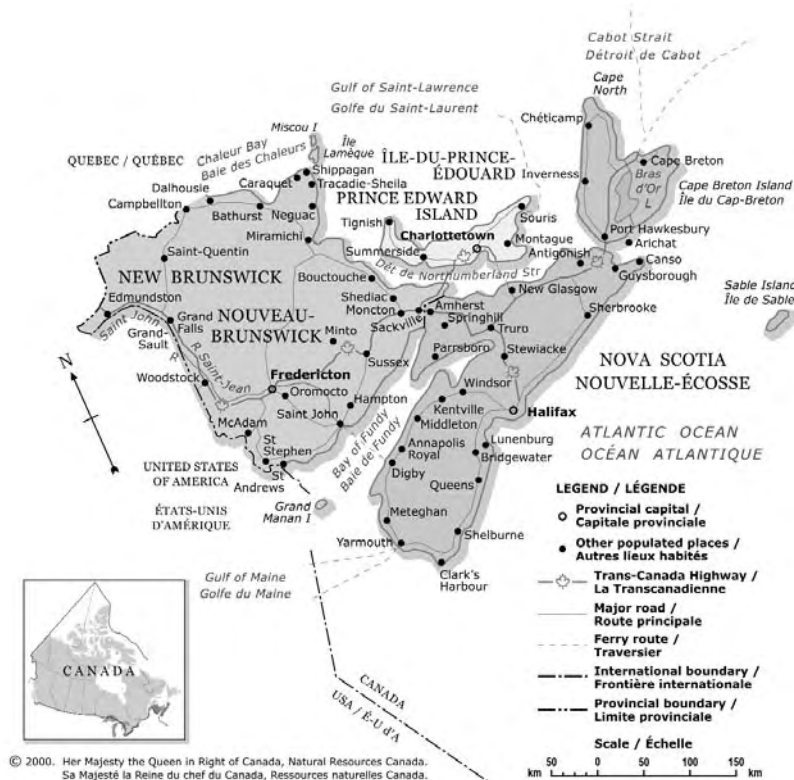 Cabot Strait
Détroit de Cabot
Cape
North
Gulf of Saint-Lawrence
Golfe du Saint-Laurent
Chéticamp
Miscou I
Île
Lamèque
Chaleur Bay
Baie des Chaleurs
QUEBEC / QUÉBEC
ÎLE-DU-PRINCE-
ÉDOUARD
PRINCE EDWARD
ISLAND
Shippagan
Caraquet
Tracadie-Sheila
Dalhousie
Campbellton
Bathurst
Neguac
Miramichi
Tignish
Summerside
Charlottetown
Souris
Montague
Inverness
Cape Breton
Bras
d'Or
L
Cape Breton Island
Île du Cap-Breton
Port Hawkesbury
Arichat
Antigonish
Canso
Guysborough
Dét de Northumberland Str
Saint-Quentin
NEW BRUNSWICK
NOUVEAU-
BRUNSWICK
Bouctouche
Shediac
Moncton
Sackville
Amherst
Springhill
New Glasgow
Sherbrooke
Truro
Parrsboro
Stewiacke
Sable Island
Île de Sable
Edmundston
Saint John
R
Grand
Falls
Grand-
Sault
R Saint-Jean
Minto
Sussex
Woodstock
Fredericton
Oromocto
Hampton
Saint John
McAdam
St
Stephen
St
Andrews
UNITED STATES
OF AMERICA
ÉTATS-UNIS
D'AMÉRIQUE
Grand
Manan I
Bay of Fundy
Baie de Fundy
Windsor
Kentville
Middleton
Halifax
NOVA SCOTIA
NOUVELLE-ÉCOSSE
Annapolis
Royal
Digby
Lunenburg
Bridgewater
Queens
Meteghan
Yarmouth
Shelburne
Clark's
Harbour
ATLANTIC OCEAN
OCÉAN ATLANTIQUE
Gulf of Maine
Golfe du Maine
N
CANADA
USA / É-U d'A
CANADA
LEGEND / LÉGENDE
Provincial capital /
Capitale provinciale
Other populated places /
Autres lieux habités
Trans-Canada Highway /
La Transcanadienne
Major road /
Route principale
Ferry route /
Traversier
International boundary /
Frontière internationale
Provincial boundary /
Limite provinciale
Scale / Échelle
50 0 50 100 150
km km
© 2000. Her Majesty the Queen in Right of Canada, Natural Resources Canada.
Sa Majesté la Reine du chef du Canada, Ressources naturelles Canada.